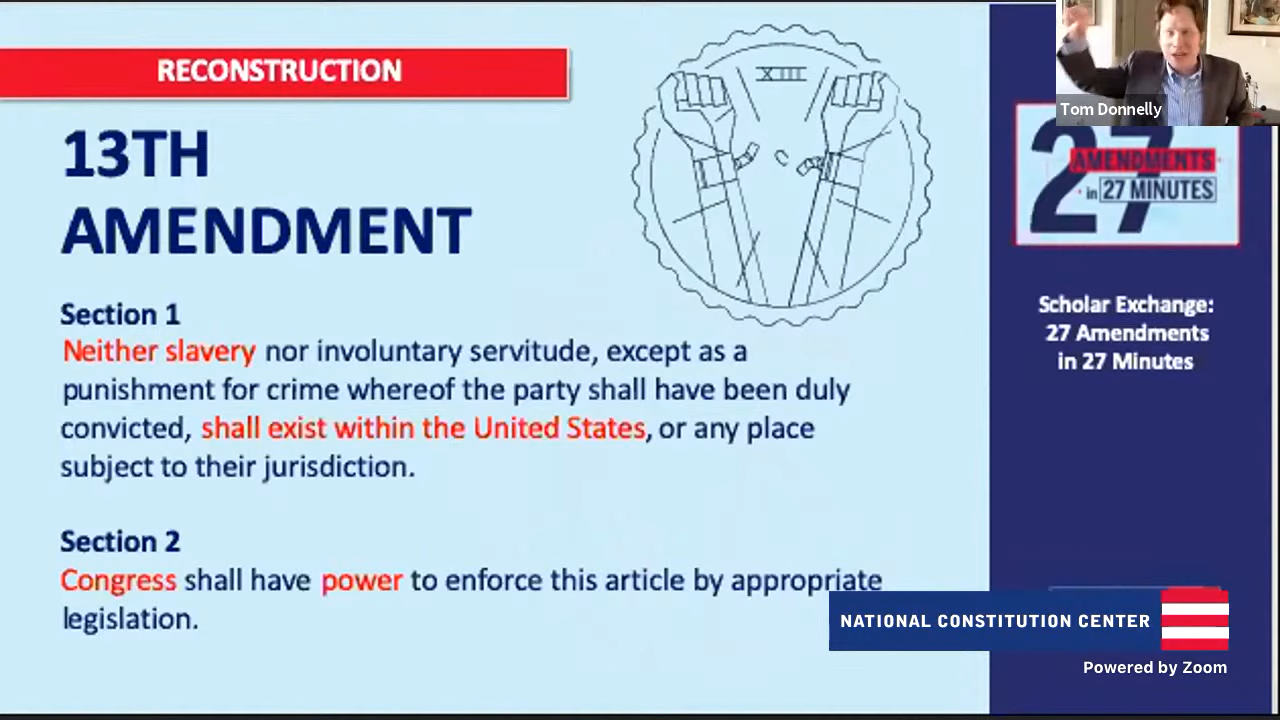 RECONSTRUCTION
13TH
AMENDMENT
XIII
Section 1
Neither slavery nor involuntary servitude, except as a
punishment for crime whereof the party shall have been duly
convicted, shall exist within the United States, or any place
subject to their jurisdiction.
Section 2
Congress shall have power to enforce this article by appropriate
legislation.
Tom Donnelly
27
AMENDMENTS
in 27 MINUTES
Scholar Exchange:
27 Amendments
in 27 Minutes
NATIONAL CONSTITUTION CENTER
Powered by Zoom